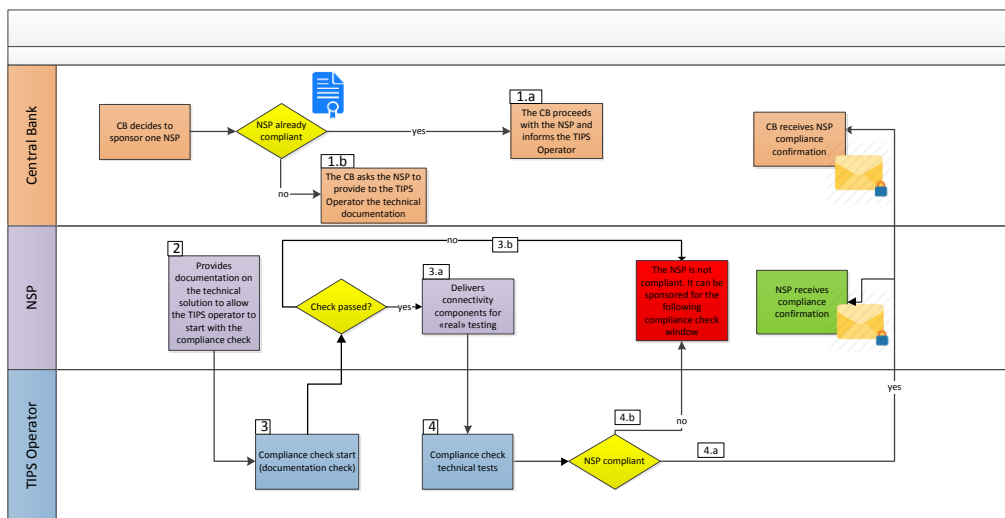 Central Bank
CB decides to
sponsor one NSP
NSP already
compliant
yes
1.a
The CB proceeds
with the NSP and
informs the TIPS
Operator
no
1.b
The CB asks the NSP to
provide to the TIPS
Operator the technical
documentation
CB receives NSP
compliance
confirmation
NSP
2
Provides
documentation on
the technical
solution to allow
the TIPS operator to
start with the
compliance check
Check passed?
no
3.b
yes
3.a
Delivers
connectivity
components for
«real» testing
The NSP is not
compliant. It can be
sponsored for the
following
compliance check
window
NSP receives
compliance
confirmation
TIPS Operator
3
Compliance check start
(documentation check)
4
Compliance check
technical tests
NSP compliant
4.b
no
4.a
yes